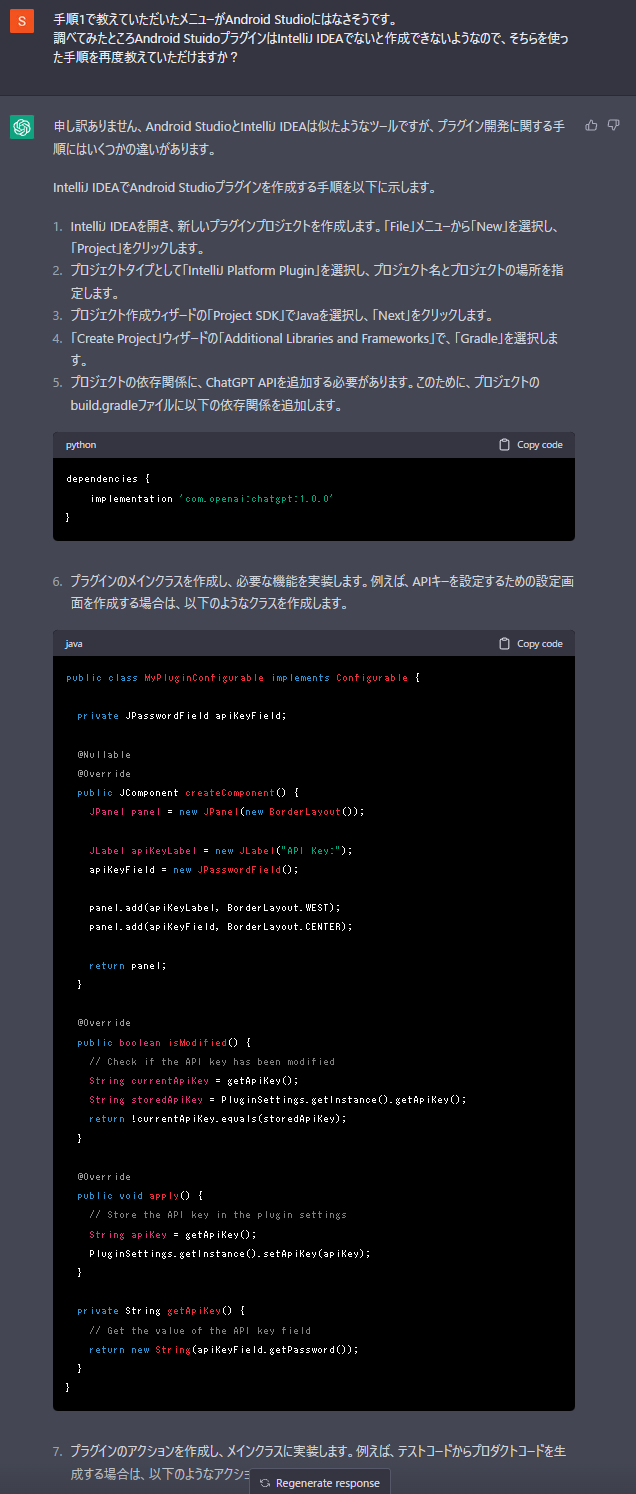 S
手順1で教えていただいたメニューがAndroid Studioにはなさそうです。
調べてみたところAndroid StuidoプラグインはIntelliJ IDEAでないと作成できないようなので、そちらを使っ
た手順を再度教えていただけますか？
申し訳ありません、Android StudioとIntelliJ IDEAは似たようなツールですが、プラグイン開発に関する手
順にはいくつかの違いがあります。
IntelliJ IDEAでAndroid Studioプラグインを作成する手順を以下に示します。
1. IntelliJ IDEAを開き、新しいプラグインプロジェクトを作成します。「File」メニューから「New」を選択し、
「Project」をクリックします。
2. プロジェクトタイプとして「IntelliJ Platform Plugin」を選択し、プロジェクト名とプロジェクトの場所を指
定します。
3. プロジェクト作成ウィザードの「Project SDK」でJavaを選択し、「Next」をクリックします。
4. 「Create Project」ウィザードの「Additional Libraries and Frameworks」で、「Gradle」を選択しま
す。
5. プロジェクトの依存関係に、ChatGPT APIを追加する必要があります。このために、プロジェクトの
build.gradleファイルに以下の依存関係を追加します。
python Copy code
dependencies {
implementation 'com.openai:chatgpt:1.0.0'
}
6. プラグインのメインクラスを作成し、必要な機能を実装します。例えば、APIキーを設定するための設定画
面を作成する場合は、以下のようなクラスを作成します。
java Copy code
public class MyPluginConfigurable implements Configurable {
private JPasswordField apiKeyField;
@Nullable
@Override
public JComponent createComponent() {
JPanel panel = new JPanel(new BorderLayout());
JLabel apiKeyLabel = new JLabel("API Key:");
apiKeyField = new JPasswordField();
panel.add(apiKeyLabel, BorderLayout.WEST);
panel.add(apiKeyField, BorderLayout.CENTER);
return panel;
}
@Override
public boolean isModified() {
// Check if the API key has been modified
String currentApiKey = getApiKey();
String storedApiKey = PluginSettings.getInstance().getApiKey();
return !currentApiKey.equals(storedApiKey);
}
@Override
public void apply() {
// Store the API key in the plugin settings
String apiKey = getApiKey();
PluginSettings.getInstance().setApiKey(apiKey);
}
private String getApiKey() {
// Get the value of the API key field
return new String(apiKeyField.getPassword());
}
}
7. プラグインのアクションを作成し、メインクラスに実装します。例えば、テストコードからプロダクトコードを生
成する場合は、以下のようなアクショ
Regenerate response